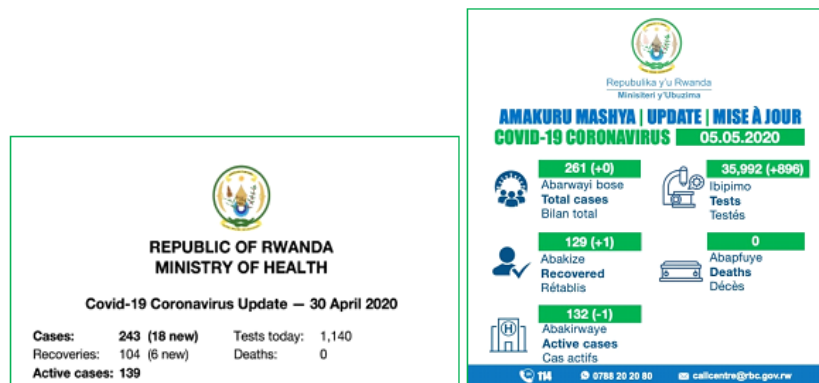 REPUBLIC OF RWANDA
MINISTRY OF HEALTH
Covid-19 Coronavirus Update — 30 April 2020
Cases: 243 (18 new) Tests today: 1,140
Recoveries: 104 (6 new) Deaths: 0
Active cases: 139
Repubulika y'u Rwanda
Minisiteri y'Ubuzima
AMAKURU MASHYA | UPDATE | MISE À JOUR
COVID-19 CORONAVIRUS 05.05.2020
261 (+0)
Abarwayi bose
Total cases
Bilan total
35,992 (+896)
Ibipimo
Tests
Testés
129 (+1)
Abakize
Recovered
Rétablis
0
Abapfuye
Deaths
Décès
132 (-1)
Abakirwaye
Active cases
Cas actifs
114 0788 20 20 80 callcentre@rbc.gov.rw